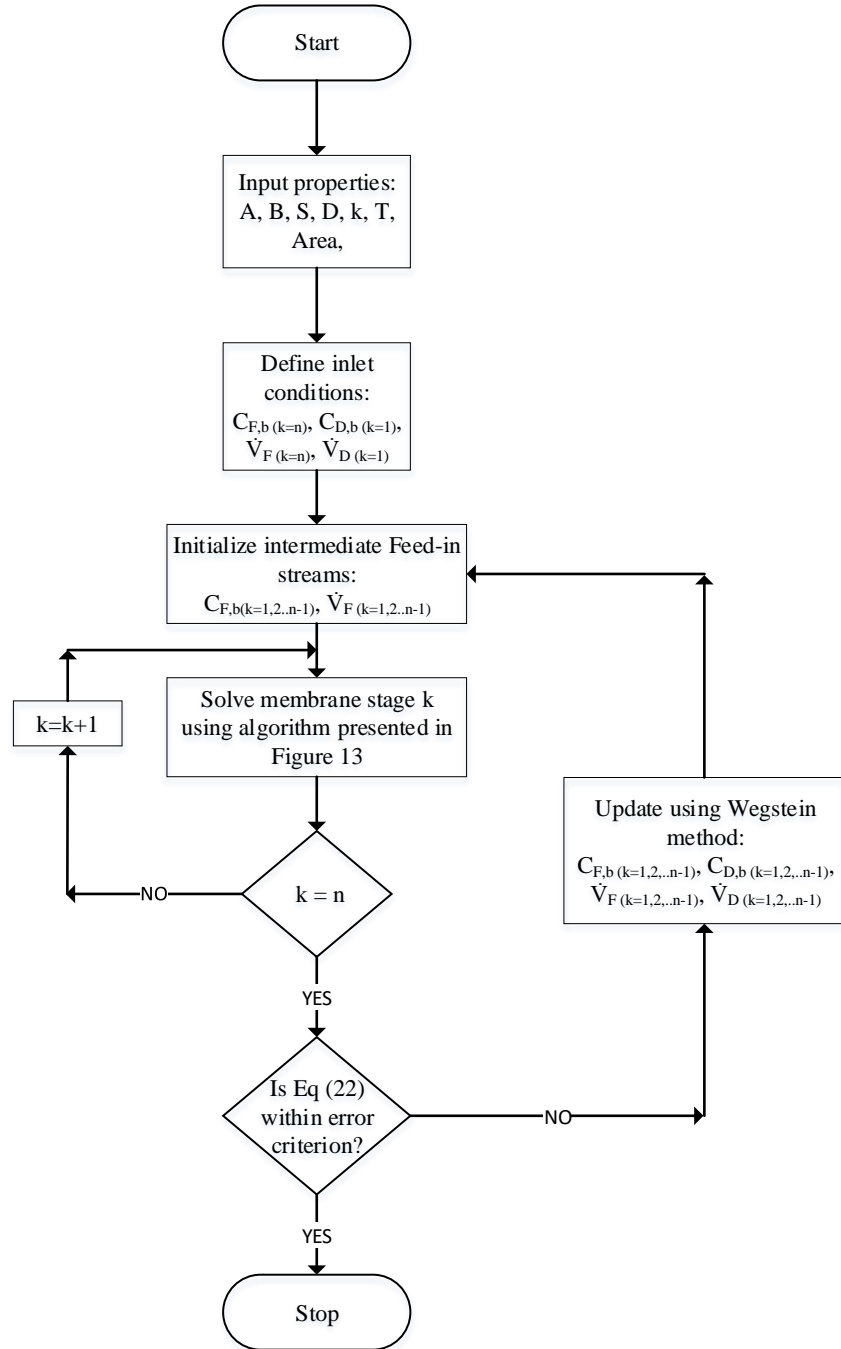 Start
Input properties:
A, B, S, D, k, T,
Area,
Define inlet
conditions:
C_F,b (k=n), C_D,b (k=1),
V̇_F (k=n), V̇_D (k=1)
Initialize intermediate Feed-in
streams:
C_F,b(k=1,2..n-1), V̇_F (k=1,2..n-1)
Solve membrane stage k
using algorithm presented in
Figure 13
k=k+1
k = n
NO
YES
Is Eq (22)
within error
criterion?
NO
Update using Wegstein
method:
C_F,b (k=1,2,..n-1), C_D,b (k=1,2,..n-1),
V̇_F (k=1,2,..n-1), V̇_D (k=1,2,..n-1)
YES
Stop